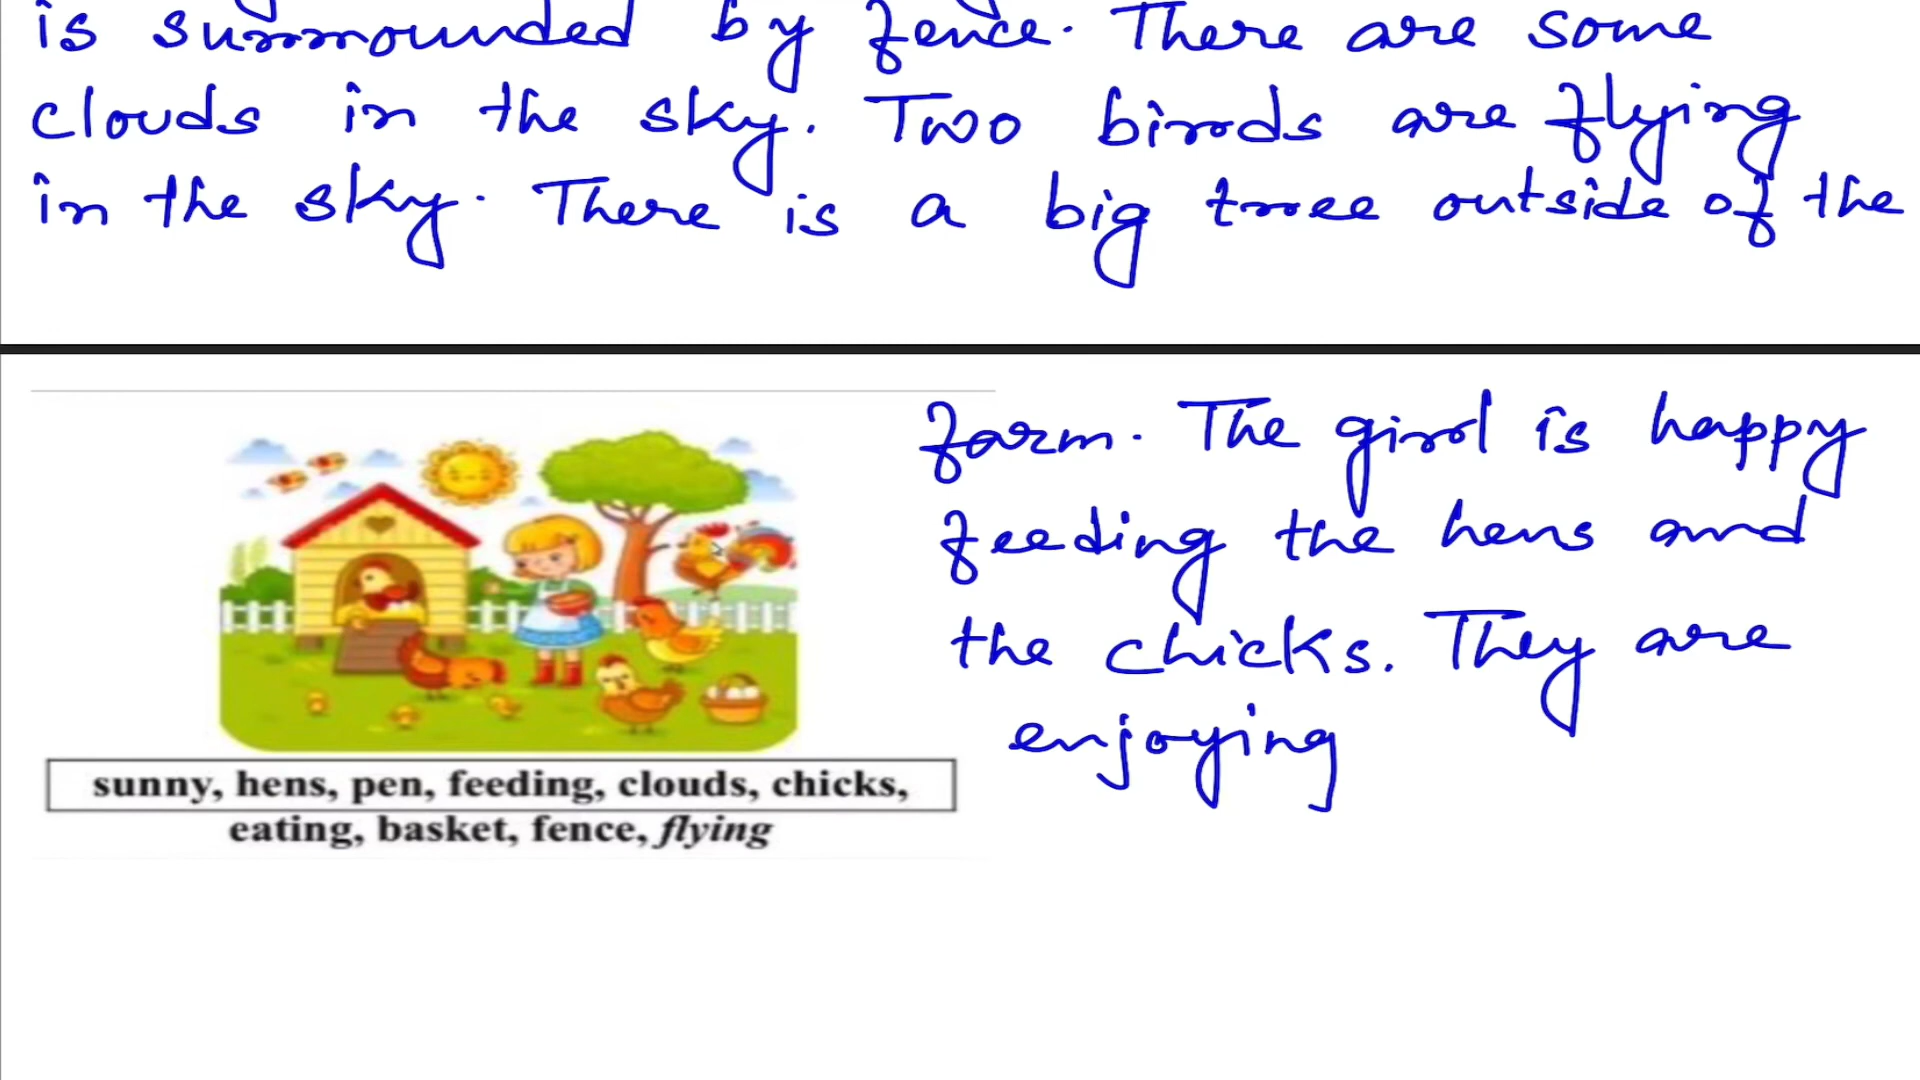 is surrounded by fence. There are some
clouds in the sky. Two birds are flying
in the sky. There is a big tree outside of the
farm. The girl is happy
feeding the hens and
the chicks. They are
enjoying
sunny, hens, pen, feeding, clouds, chicks,
eating, basket, fence, flying